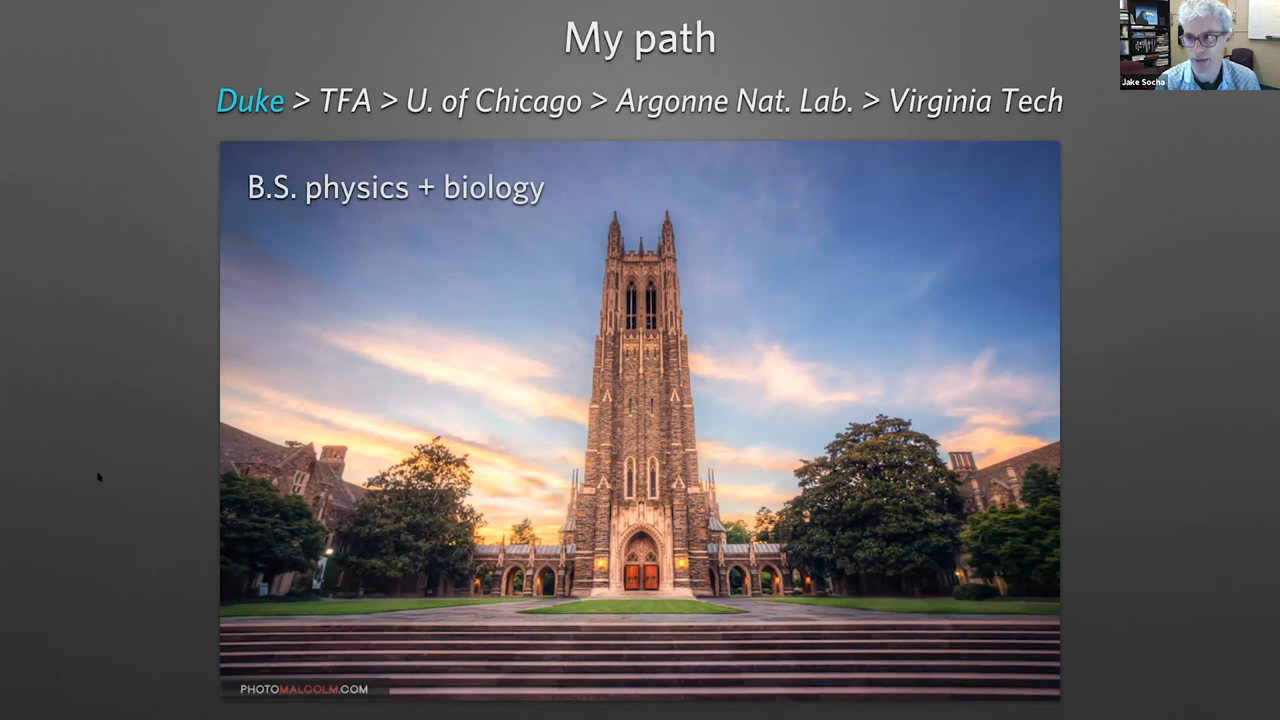 My path
Jake Socha
Duke > TFA > U. of Chicago > Argonne Nat. Lab. > Virginia Tech
B.S. physics + biology
PHOTOMALCOLM.COM